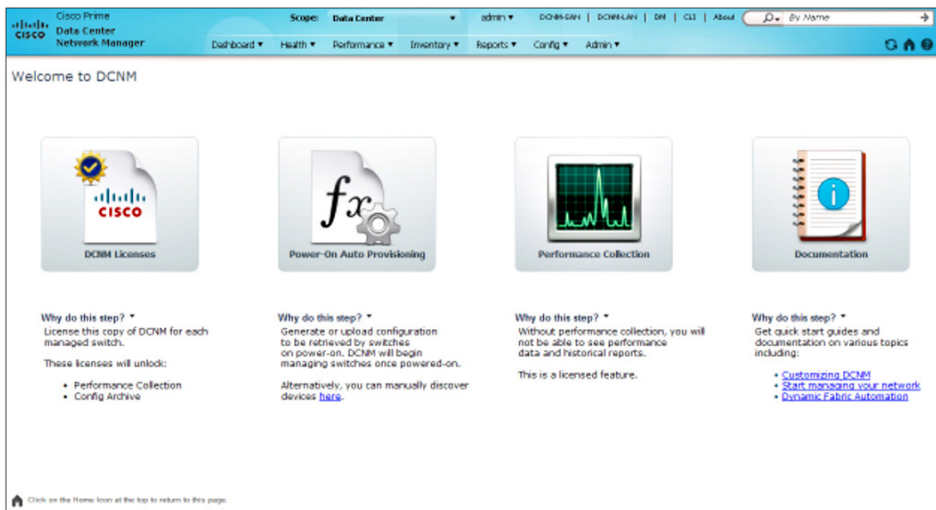 Cisco Prime
Data Center
Network Manager
CISCO
Scope: Data Center admin DCNM-SAN | DCNM-LAN | DM | CLI | About By Name
Dashboard Health Performance Inventory Reports Config Admin
Welcome to DCNM
CISCO
DCNM Licenses
fx
Power-On Auto Provisioning
Performance Collection
i
Documentation
Why do this step?
License this copy of DCNM for each
managed switch.
These licenses will unlock:
• Performance Collection
• Config Archive
Why do this step?
Generate or upload configuration
to be retrieved by switches
on power-on. DCNM will begin
managing switches once powered-on.
Alternatively, you can manually discover
devices here.
Why do this step?
Without performance collection, you will
not be able to see performance
data and historical reports.
This is a licensed feature.
Why do this step?
Get quick start guides and
documentation on various topics
including:
• Customizing DCNM
• Start managing your network
• Dynamic Fabric Automation
Click on the Home Icon at the top to return to this page.